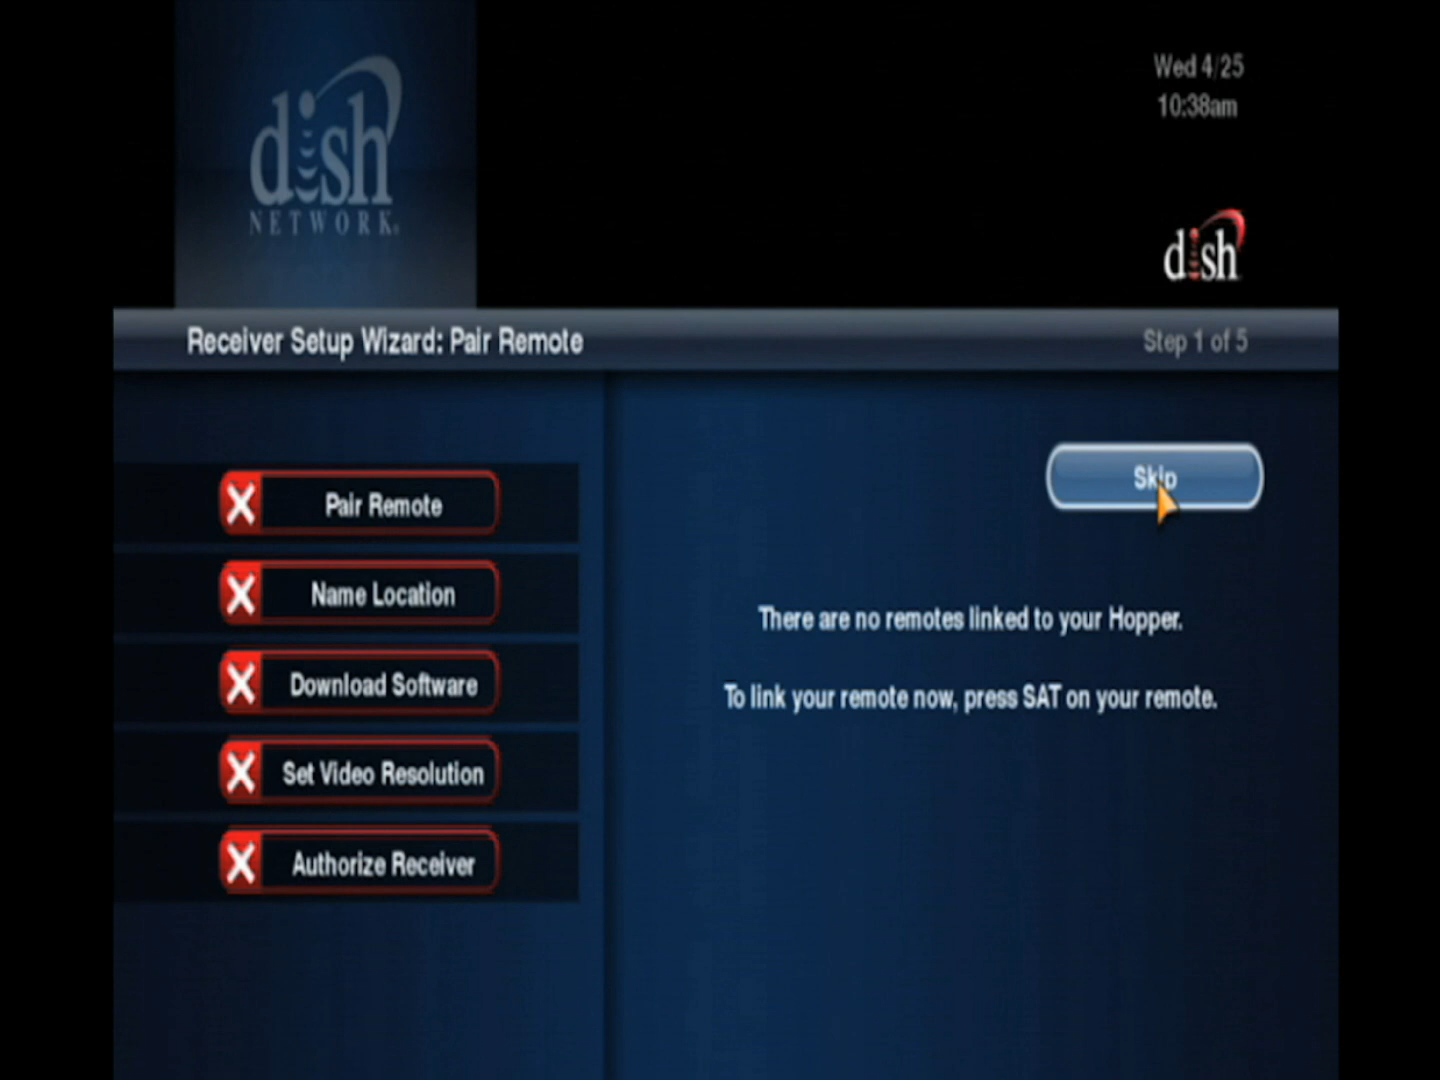 dish
NETWORK.
Wed 4/25
10:38am
dish
Receiver Setup Wizard: Pair Remote
Step 1 of 5
Skip
Pair Remote
Name Location
Download Software
Set Video Resolution
Authorize Receiver
There are no remotes linked to your Hopper.
To link your remote now, press SAT on your remote.